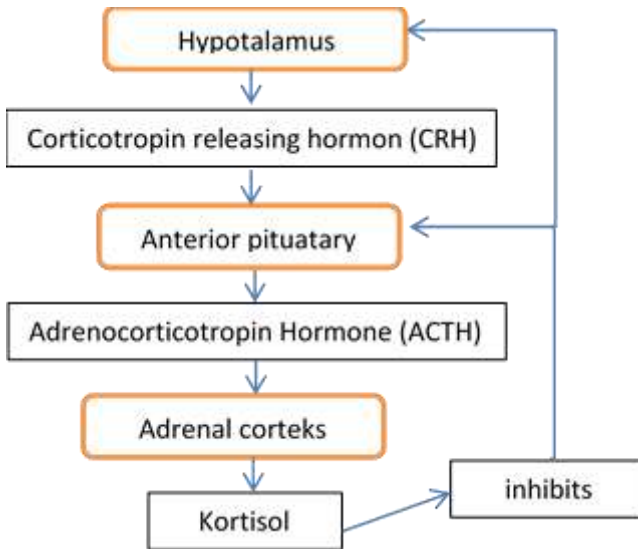 Hypotalamus
Corticotropin releasing hormon (CRH)
Anterior pituatary
Adrenocorticotropin Hormone (ACTH)
Adrenal corteks
inhibits
Kortisol